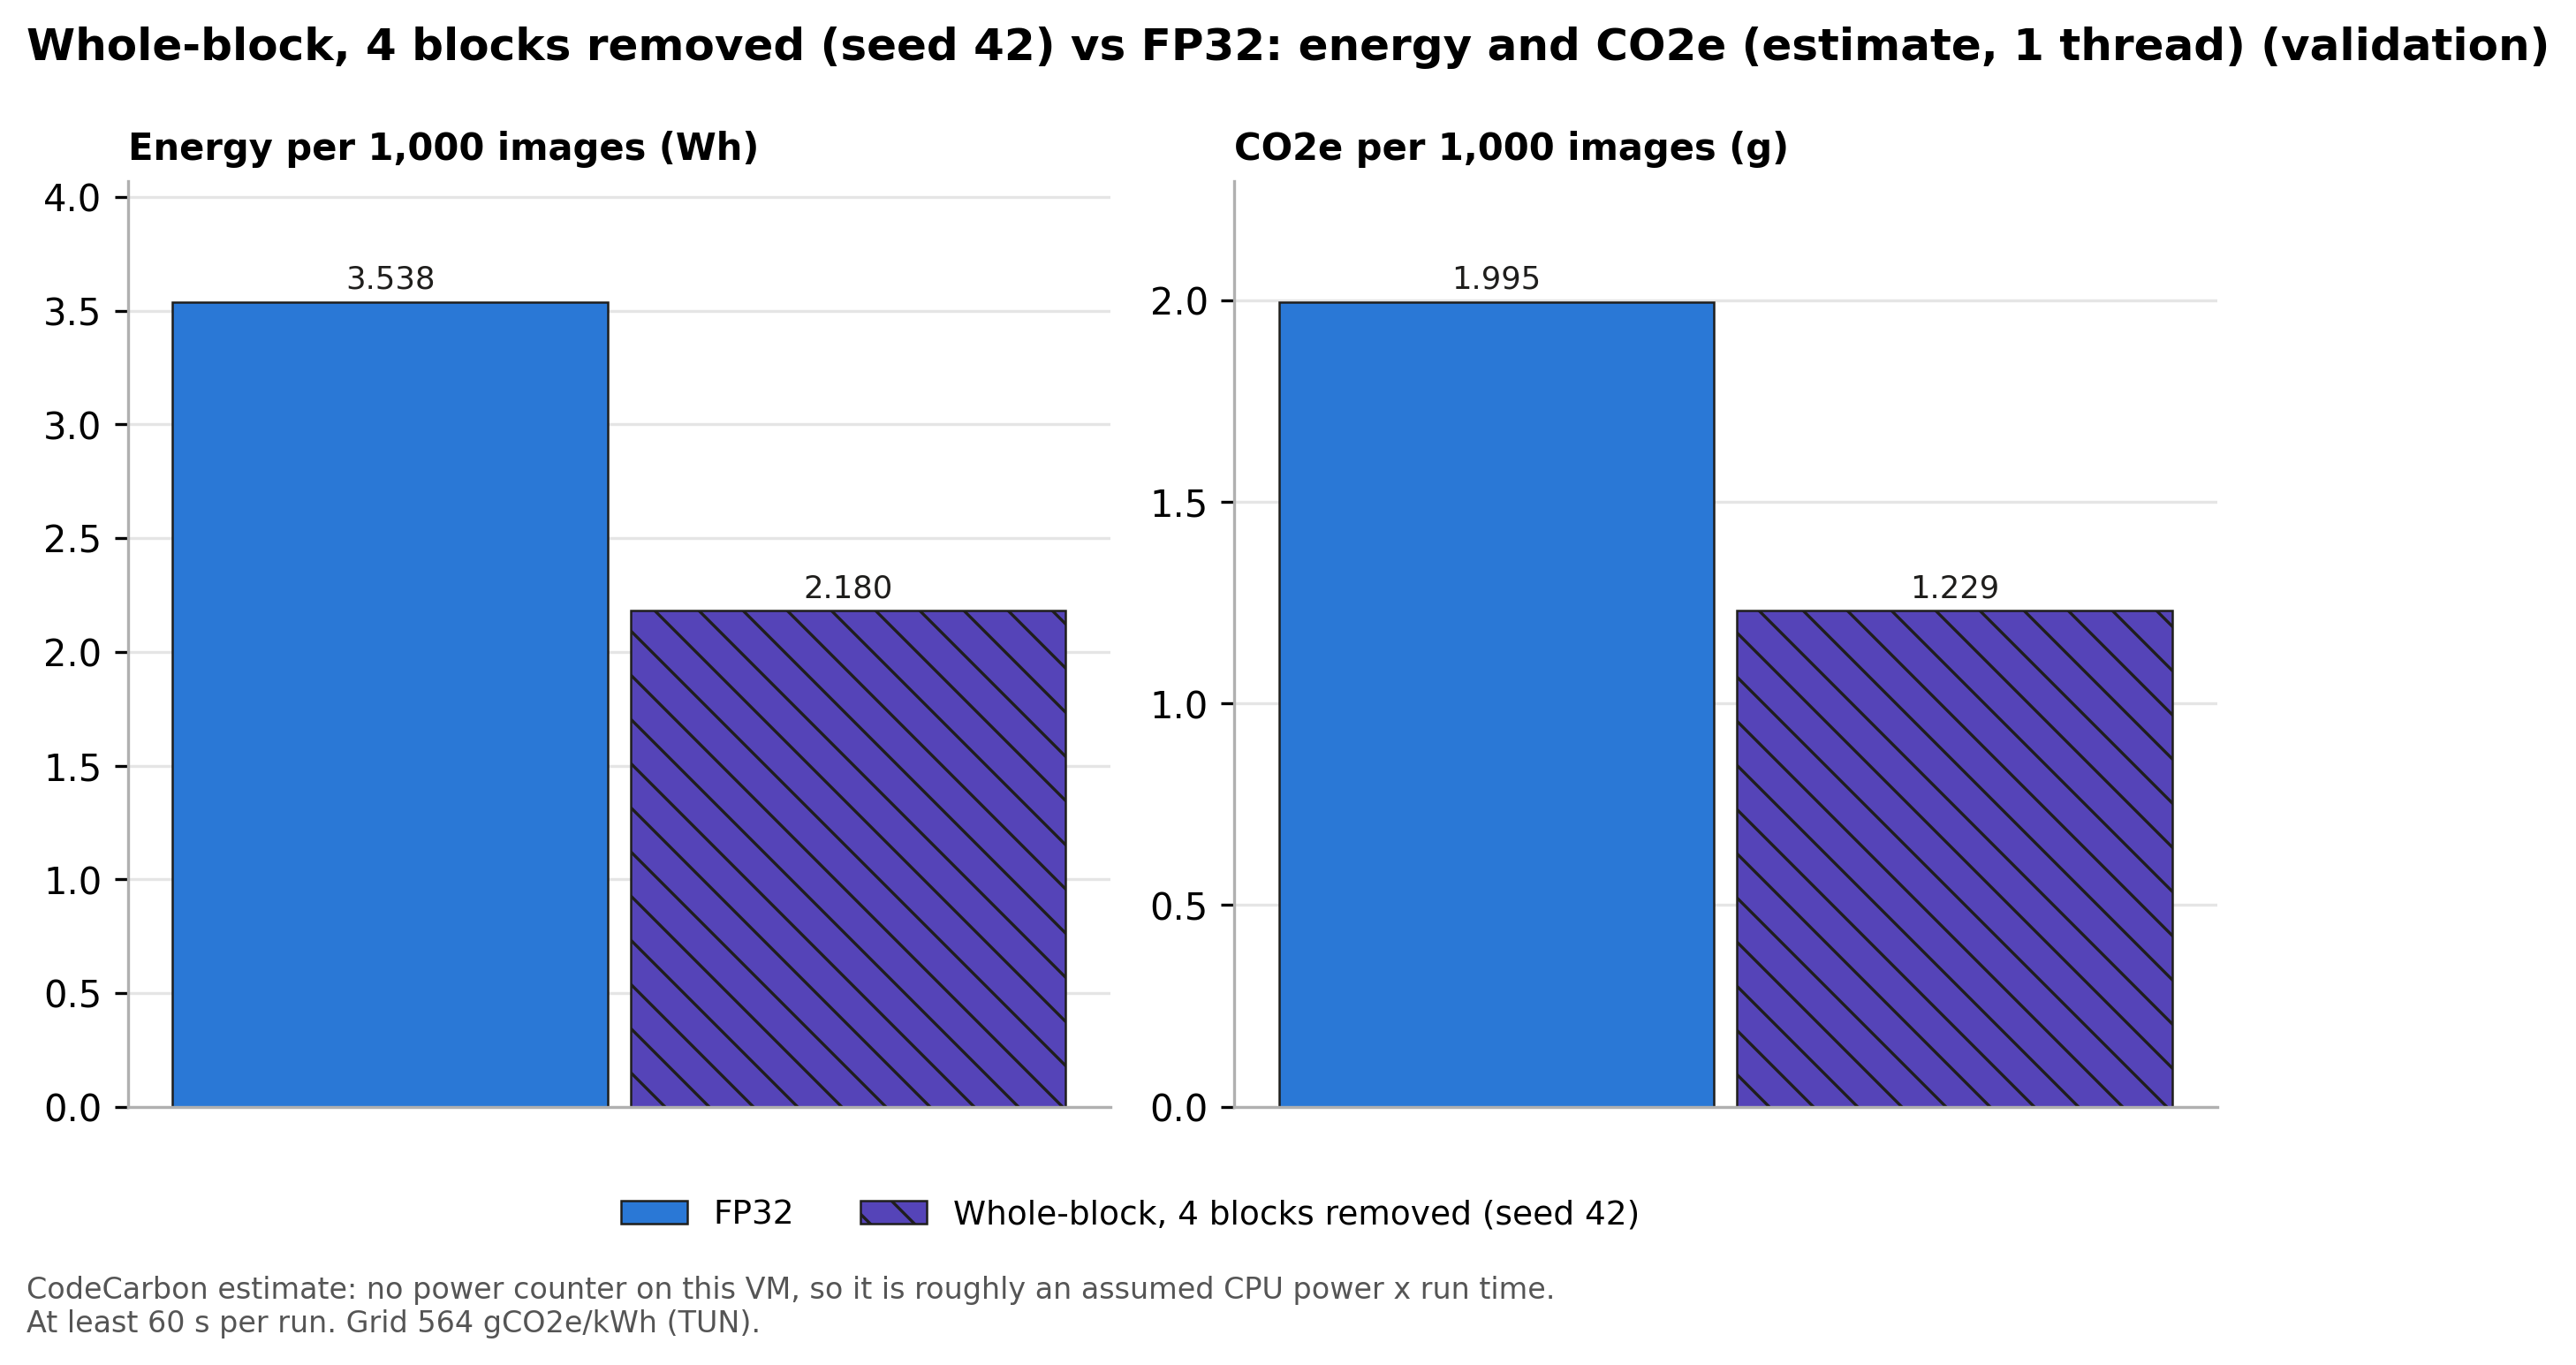 Whole-block, 4 blocks removed (seed 42) vs FP32: energy and CO2e (estimate, 1 thread) (validation)
Energy per 1,000 images (Wh)
4.0
3.5
3.0
2.5
2.0
1.5
1.0
0.5
0.0
3.538
2.180
CO2e per 1,000 images (g)
2.0
1.5
1.0
0.5
0.0
1.995
1.229
FP32
Whole-block, 4 blocks removed (seed 42)
CodeCarbon estimate: no power counter on this VM, so it is roughly an assumed CPU power x run time.
At least 60 s per run. Grid 564 gCO2e/kWh (TUN).